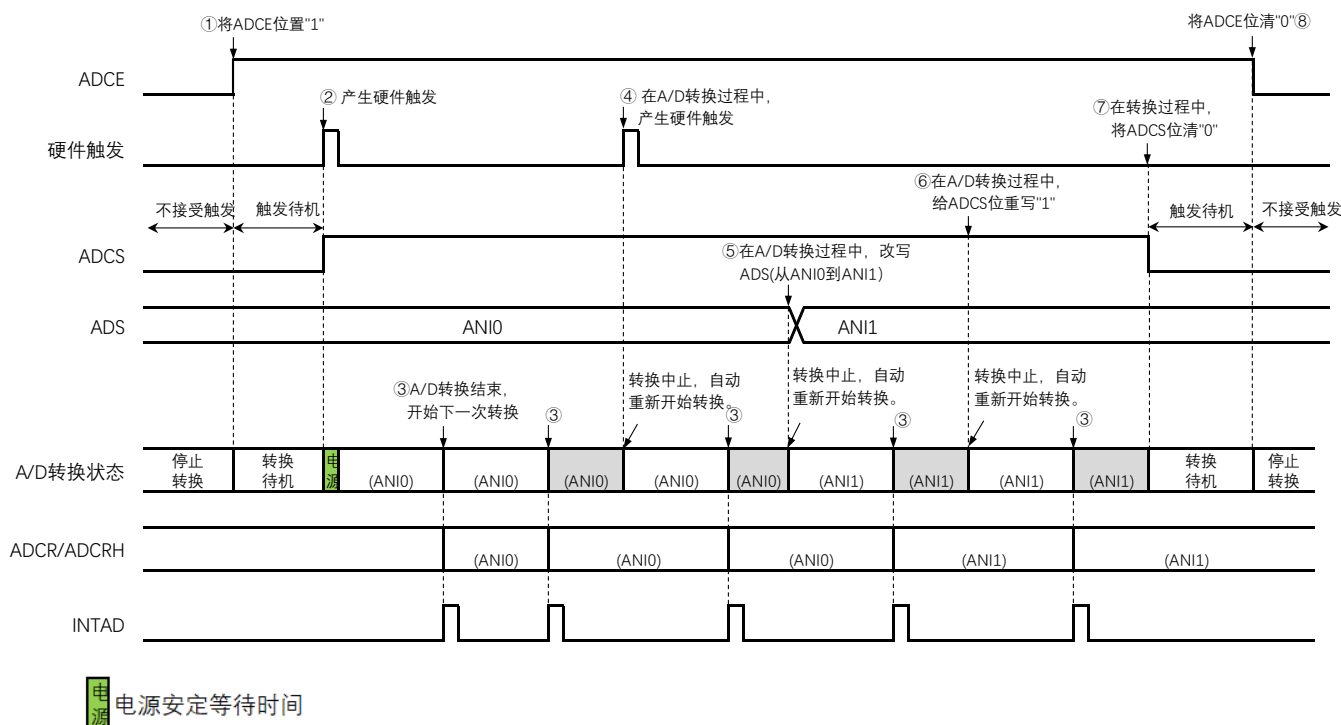 ①将ADCE位置"1"
将ADCE位清"0"⑧
ADCE
② 产生硬件触发
④ 在A/D转换过程中，
产生硬件触发
⑦在转换过程中，
将ADCS位清"0"
硬件触发
⑥在A/D转换过程中，
给ADCS位重写"1"
不接受触发
触发待机
触发待机
不接受触发
ADCS
⑤在A/D转换过程中，改写
ADS(从ANI0到ANI1)
ADS
ANI0
ANI1
③A/D转换结束，
开始下一次转换
③
转换中止，自动
重新开始转换。
③
转换中止，自动
重新开始转换。
③
转换中止，自动
重新开始转换。
③
A/D转换状态
停止
转换
转换
待机
电
源
(ANI0)
(ANI0)
(ANI0)
(ANI0)
(ANI0)
(ANI1)
(ANI1)
(ANI1)
(ANI1)
转换
待机
停止
转换
ADCR/ADCRH
(ANI0)
(ANI0)
(ANI0)
(ANI1)
(ANI1)
INTAD
电
源
电源安定等待时间